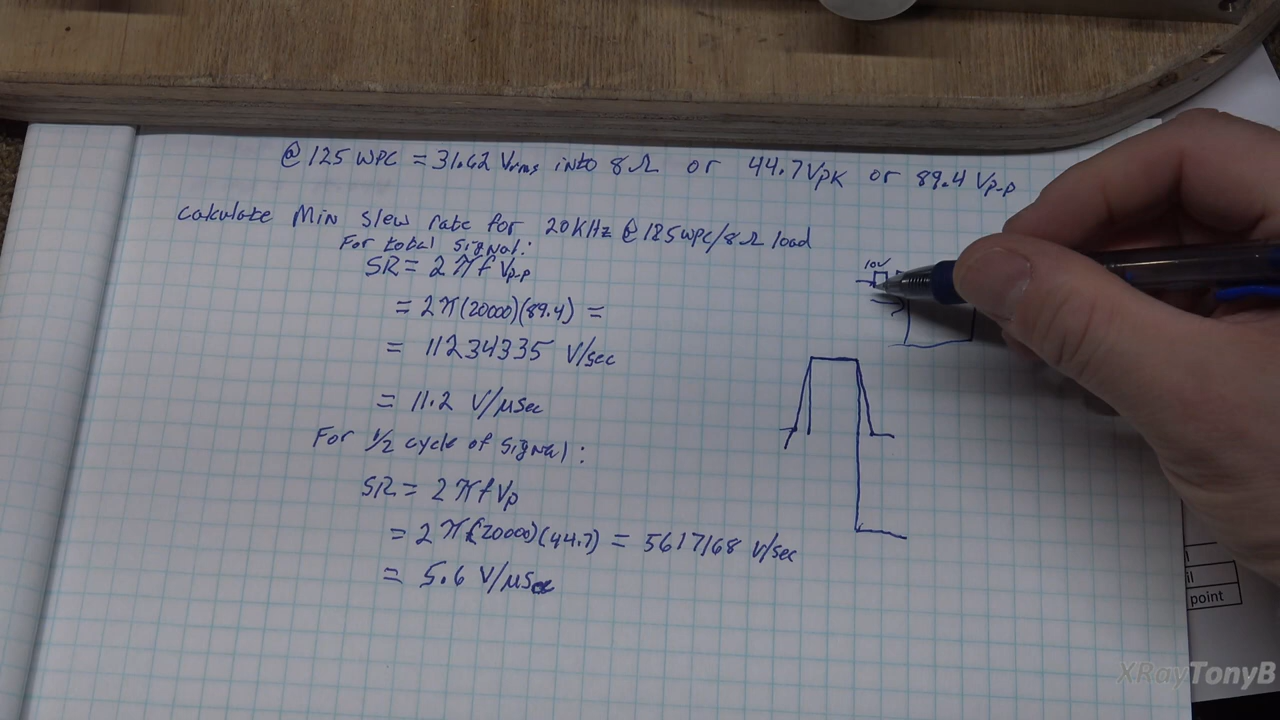 @ 125 WPC = 31.62 Vrms into 8 Ω or 44.7 Vpk or 89.4 Vp-p
Calculate Min Slew rate for 20KHz @ 125WPC/8Ω load
For total signal:
SR = 2πf Vp-p
= 2π(20000)(89.4) =
= 11234335 V/sec
= 11.2 V/μsec
For 1/2 cycle of signal:
SR = 2πf Vp
= 2π(20000)(44.7) = 5617168 V/sec
= 5.6 V/μsec
10V
il
point
XRayTonyB